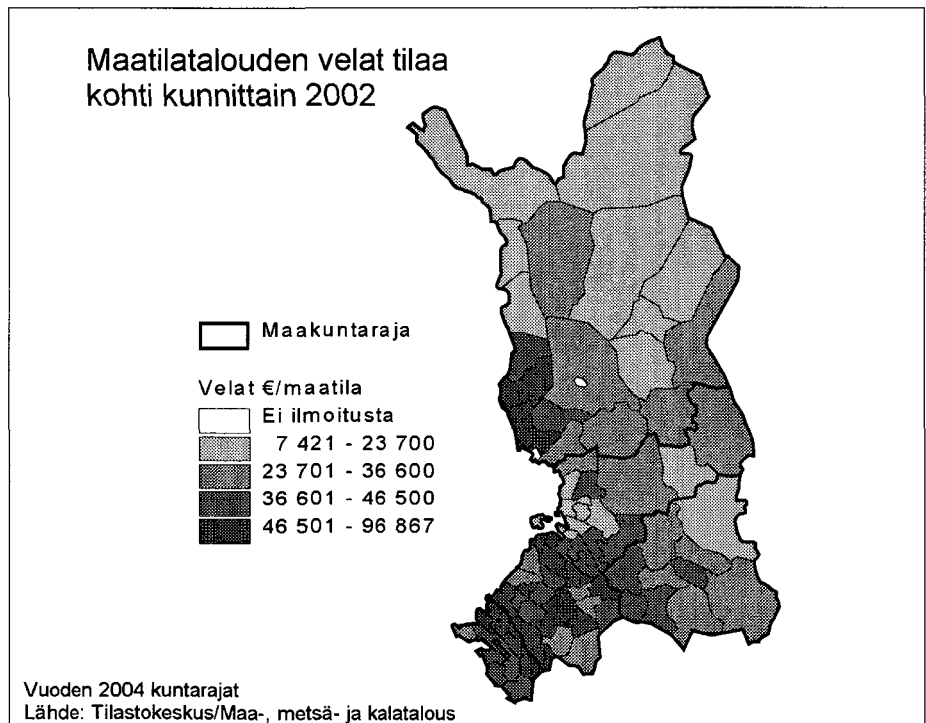 Maatilatalouden velat tilaa
kohti kunnittain 2002
Maakuntaraja
Velat €/maatila
Ei ilmoitusta
7 421 - 23 700
23 701 - 36 600
36 601 - 46 500
46 501 - 96 867
Vuoden 2004 kuntarajat
Lähde: Tilastokeskus/Maa-, metsä- ja kalatalous